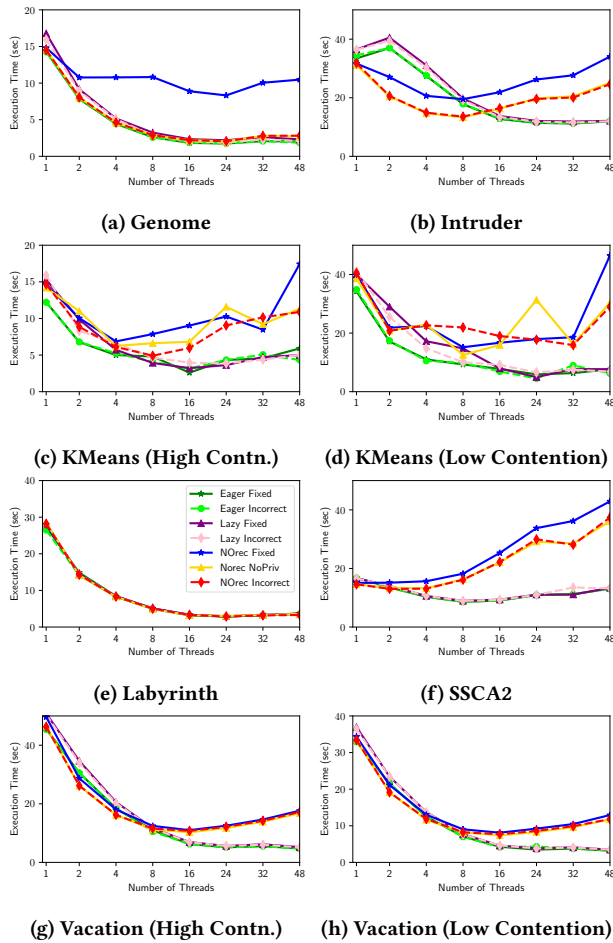 20
15
10
5
0
Execution Time (sec)
1 2 4 8 16 24 32 48
Number of Threads
(a) Genome
60
40
20
0
Execution Time (sec)
1 2 4 8 16 24 32 48
Number of Threads
(b) Intruder
20
15
10
5
0
Execution Time (sec)
1 2 4 8 16 24 32 48
Number of Threads
(c) KMeans (High Contn.)
40
20
0
Execution Time (sec)
1 2 4 8 16 24 32 48
Number of Threads
(d) KMeans (Low Contention)
40
30
20
10
0
Execution Time (sec)
Eager Fixed
Eager Incorrect
Lazy Fixed
Lazy Incorrect
NOrec Fixed
Norec NoPriv
NOrec Incorrect
1 2 4 8 16 24 32 48
Number of Threads
(e) Labyrinth
40
20
0
Execution Time (sec)
1 2 4 8 16 24 32 48
Number of Threads
(f) SSCA2
40
20
0
Execution Time (sec)
1 2 4 8 16 24 32 48
Number of Threads
(g) Vacation (High Contn.)
40
30
20
10
0
Execution Time (sec)
1 2 4 8 16 24 32 48
Number of Threads
(h) Vacation (Low Contention)